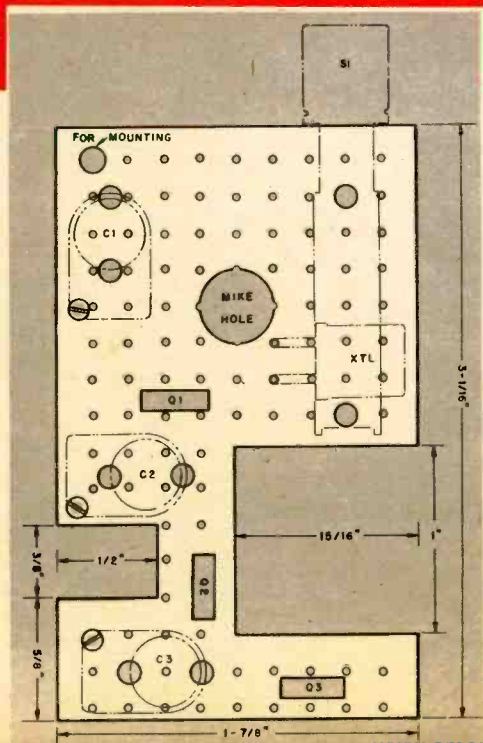 S1
FOR MOUNTING
C1
MIKE
HOLE
XTL
3-1/16"
Q1
C2
15/16"
1"
3/8"
1/2"
Q2
5/8"
C3
Q3
1-7/8"